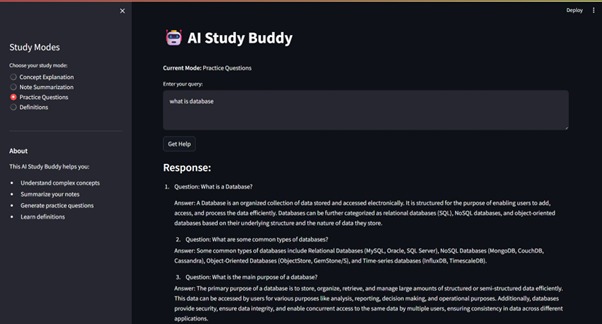 Deploy
Study Modes
Choose your study mode:
Concept Explanation
Note Summarization
Practice Questions
Definitions
About
This AI Study Buddy helps you:
Understand complex concepts
Summarize your notes
Generate practice questions
Learn definitions
AI Study Buddy
Current Mode: Practice Questions
Enter your query:
what is database
Get Help
Response:
1. Question: What is a Database?
Answer: A Database is an organized collection of data stored and accessed electronically. It is structured for the purpose of enabling users to add,
access, and process the data efficiently. Databases can be further categorized as relational databases (SQL), NoSQL databases, and object-oriented
databases based on their underlying structure and the nature of data they store.
2. Question: What are some common types of databases?
Answer: Some common types of databases include Relational Databases (MySQL, Oracle, SQL Server), NoSQL Databases (MongoDB, CouchDB,
Cassandra), Object-Oriented Databases (ObjectStore, GemStone/S), and Time-series databases (InfluxDB, TimescaleDB).
3. Question: What is the main purpose of a database?
Answer: The primary purpose of a database is to store, organize, retrieve, and manage large amounts of structured or semi-structured data efficiently.
This data can be accessed by users for various purposes like analysis, reporting, decision making, and operational purposes. Additionally, databases
provide security, ensure data integrity, and enable concurrent access to the same data by multiple users, ensuring consistency in data across different
applications.